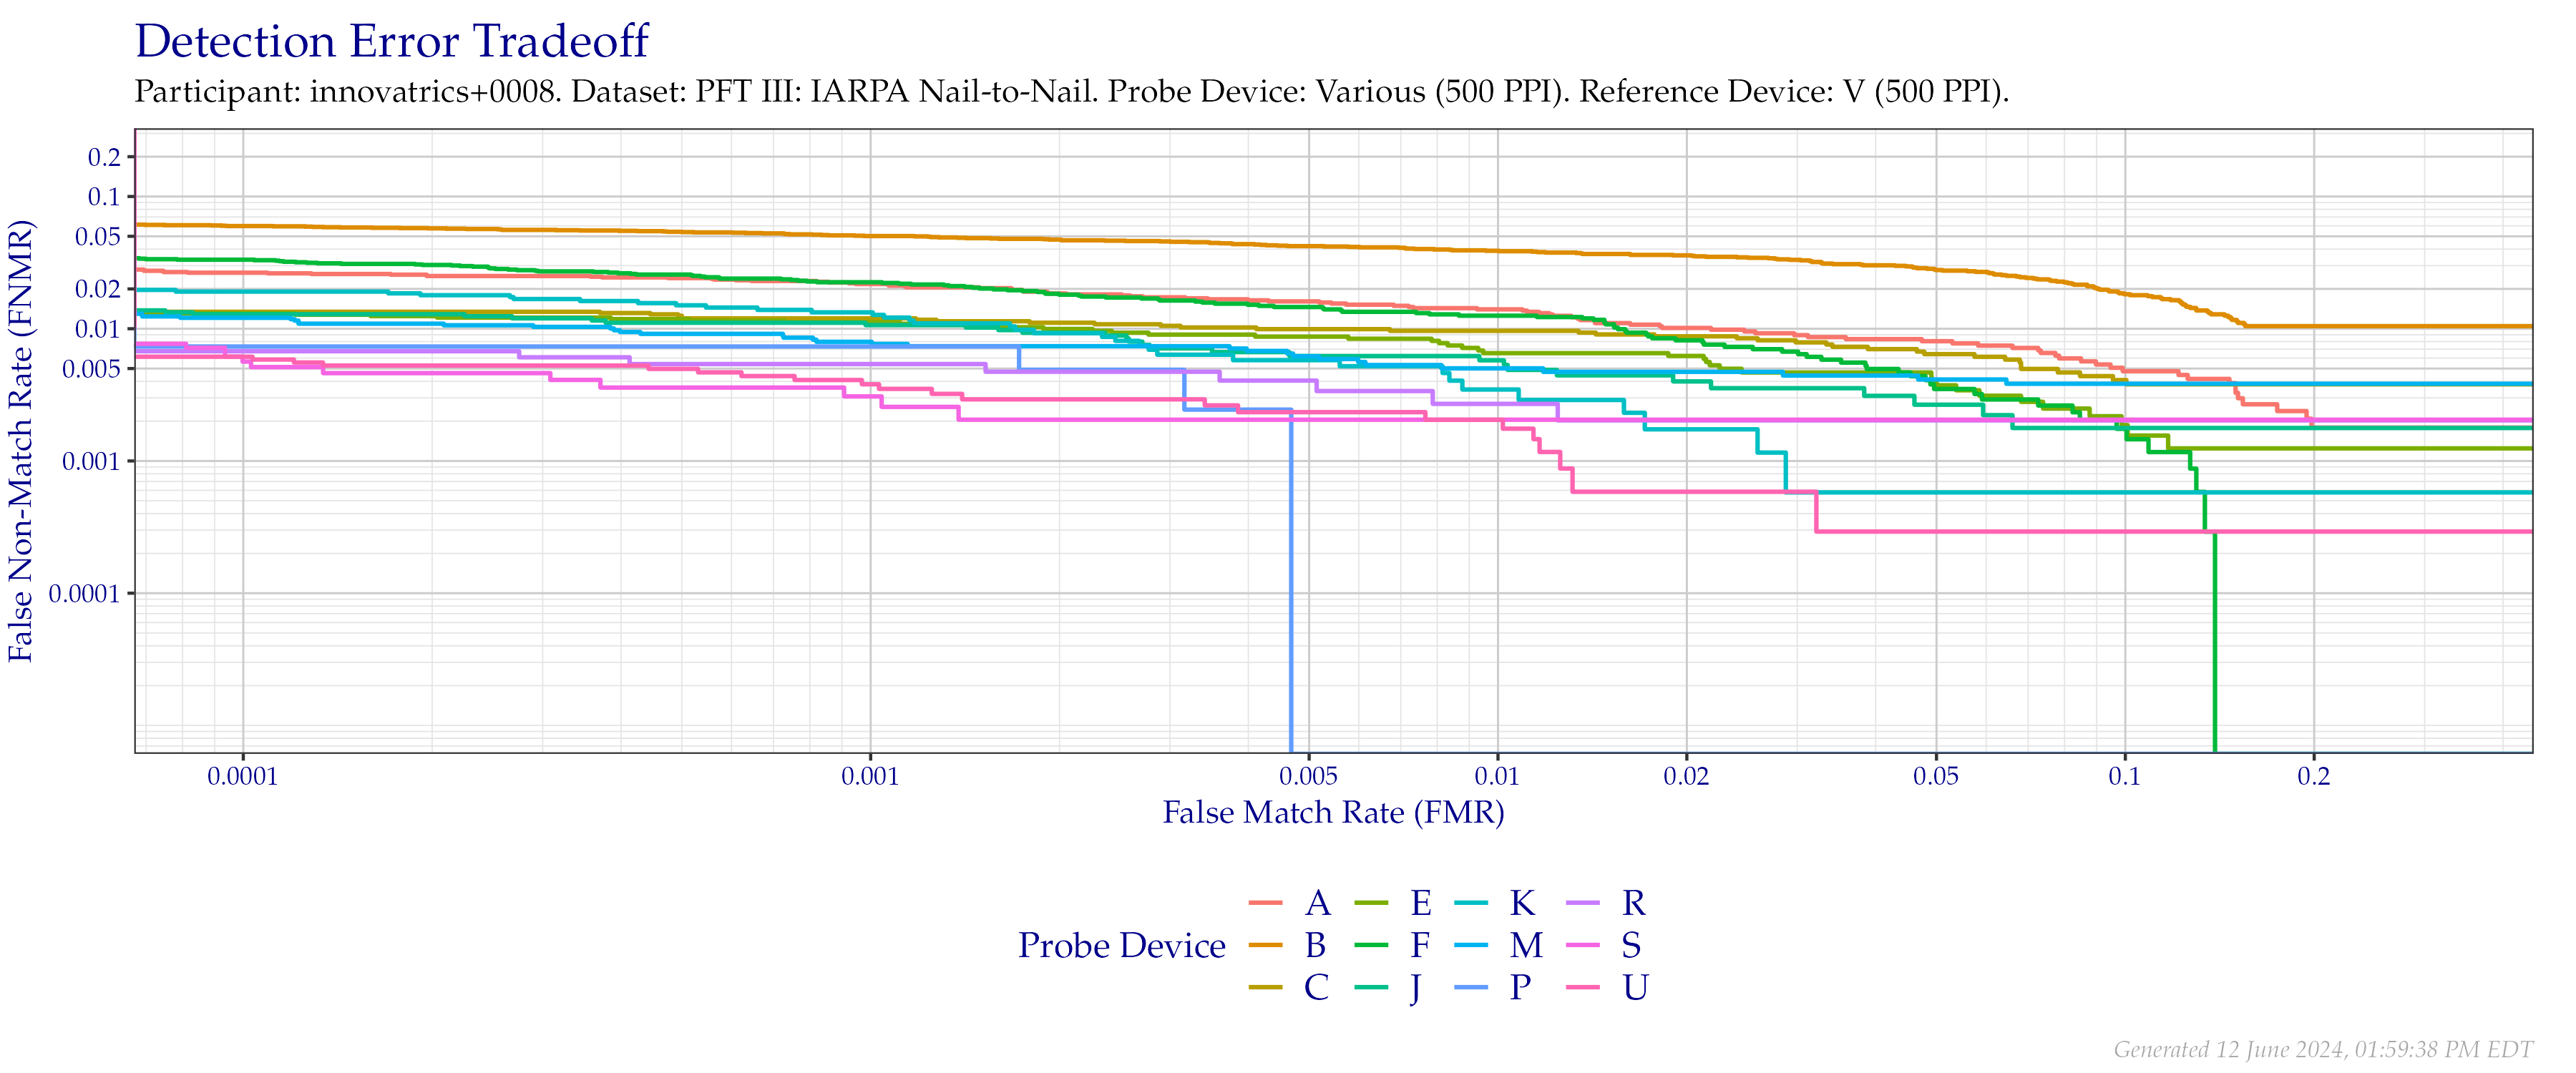 Detection Error Tradeoff
Participant: innovatrics+0008. Dataset: PFT III: IARPA Nail-to-Nail. Probe Device: Various (500 PPI). Reference Device: V (500 PPI).
False Non-Match Rate (FNMR)
0.2
0.1
0.05
0.02
0.01
0.005
0.001
0.0001
0.0001 0.001 0.005 0.01 0.02 0.05 0.1 0.2
False Match Rate (FMR)
Probe Device
A E K R
B F M S
C J P U
Generated 12 June 2024, 01:59:38 PM EDT